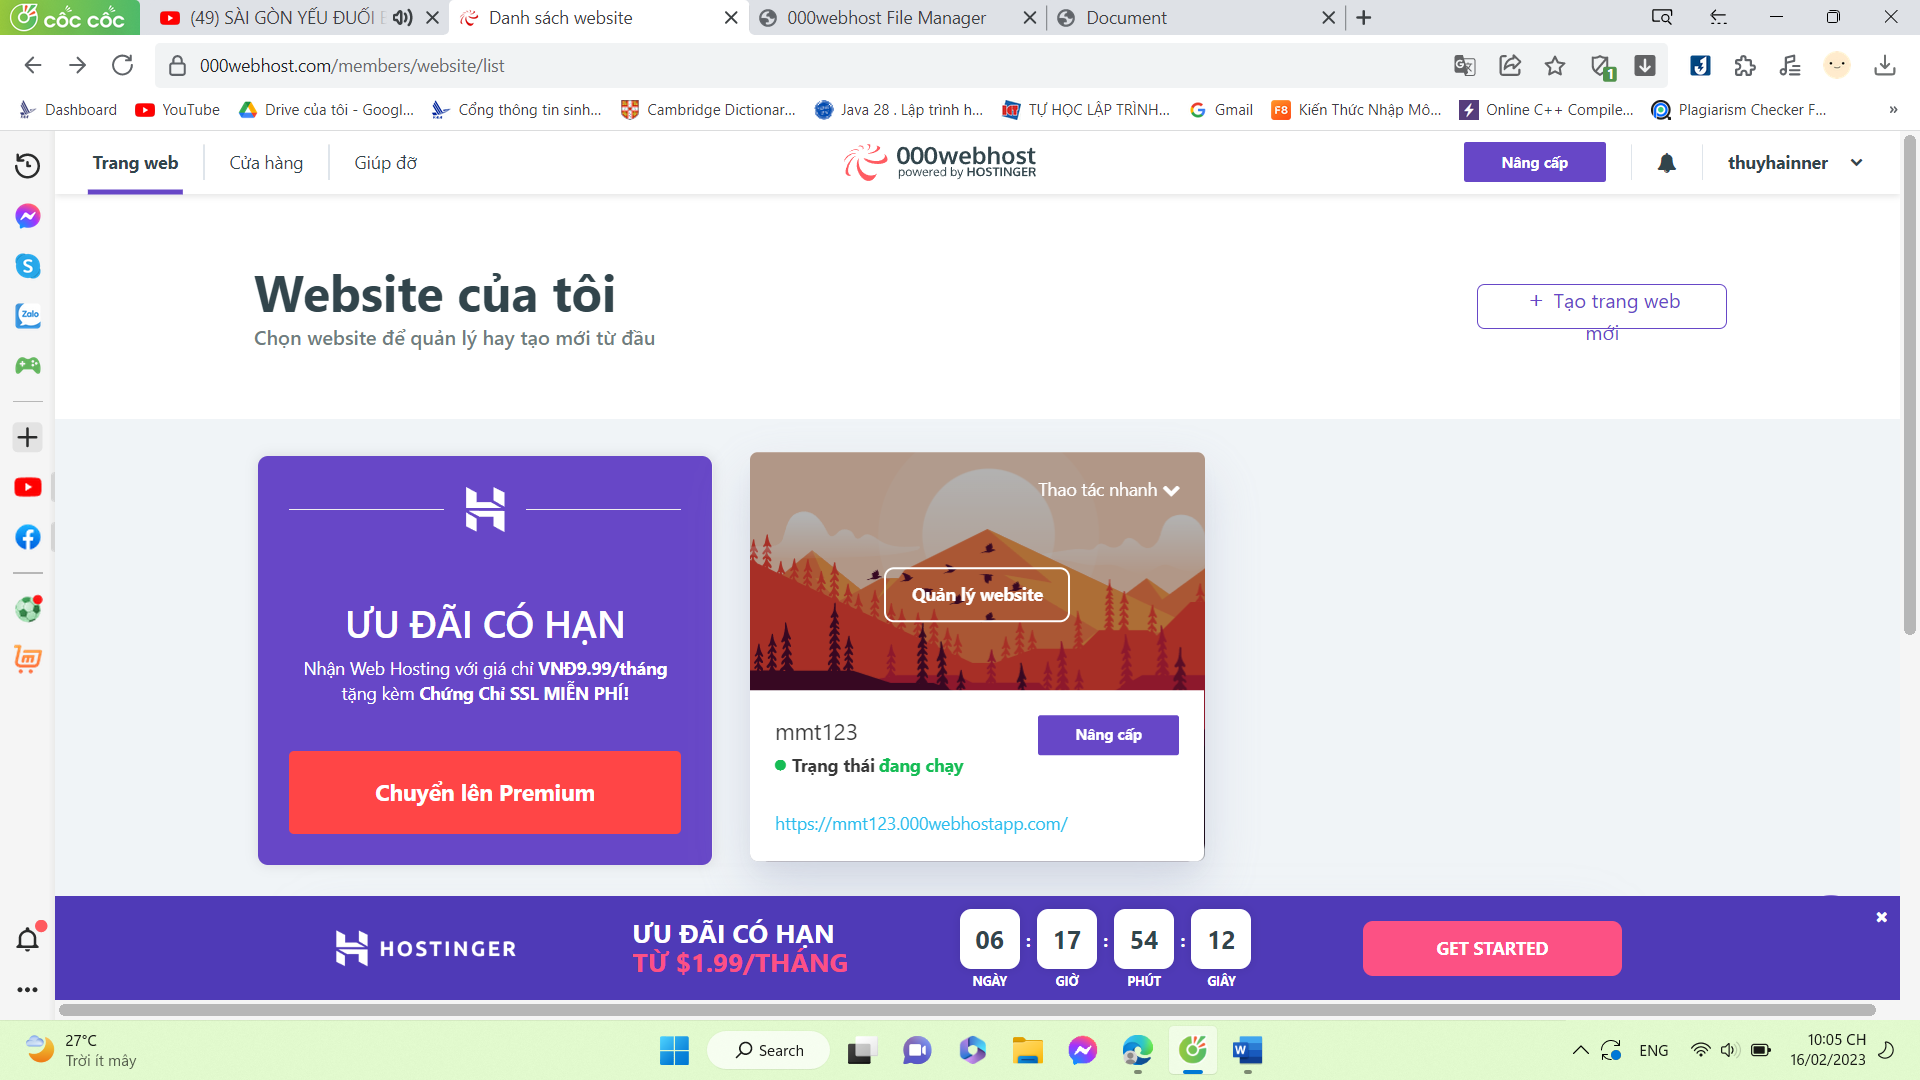 cốc cốc
(49) SÀI GÒN YẾU ĐUỐI
Danh sách website
000webhost File Manager
Document
000webhost.com/members/website/list
1
Dashboard
YouTube
Drive của tôi - Googl...
Cổng thông tin sinh...
Cambridge Dictionar...
Java 28 . Lập trình h...
TỰ HỌC LẬP TRÌNH...
Gmail
F8
Kiến Thức Nhập Mô...
Online C++ Compile...
Plagiarism Checker F...
»
Trang web
Cửa hàng
Giúp đỡ
000webhost
powered by HOSTINGER
Nâng cấp
thuyhainner
Zalo
Website của tôi
Chọn website để quản lý hay tạo mới từ đầu
+ Tạo trang web
mới
ƯU ĐÃI CÓ HẠN
Nhận Web Hosting với giá chỉ VNĐ9.99/tháng
tặng kèm Chứng Chỉ SSL MIỄN PHÍ!
Chuyển lên Premium
Thao tác nhanh
Quản lý website
mmt123
Nâng cấp
Trạng thái đang chạy
https://mmt123.000webhostapp.com/
HOSTINGER
ƯU ĐÃI CÓ HẠN
TỪ $1.99/THÁNG
06 : 17 : 54 : 12
NGÀY GIỜ PHÚT GIÂY
GET STARTED
27°C
Trời ít mây
Search
ENG
10:05 CH
16/02/2023